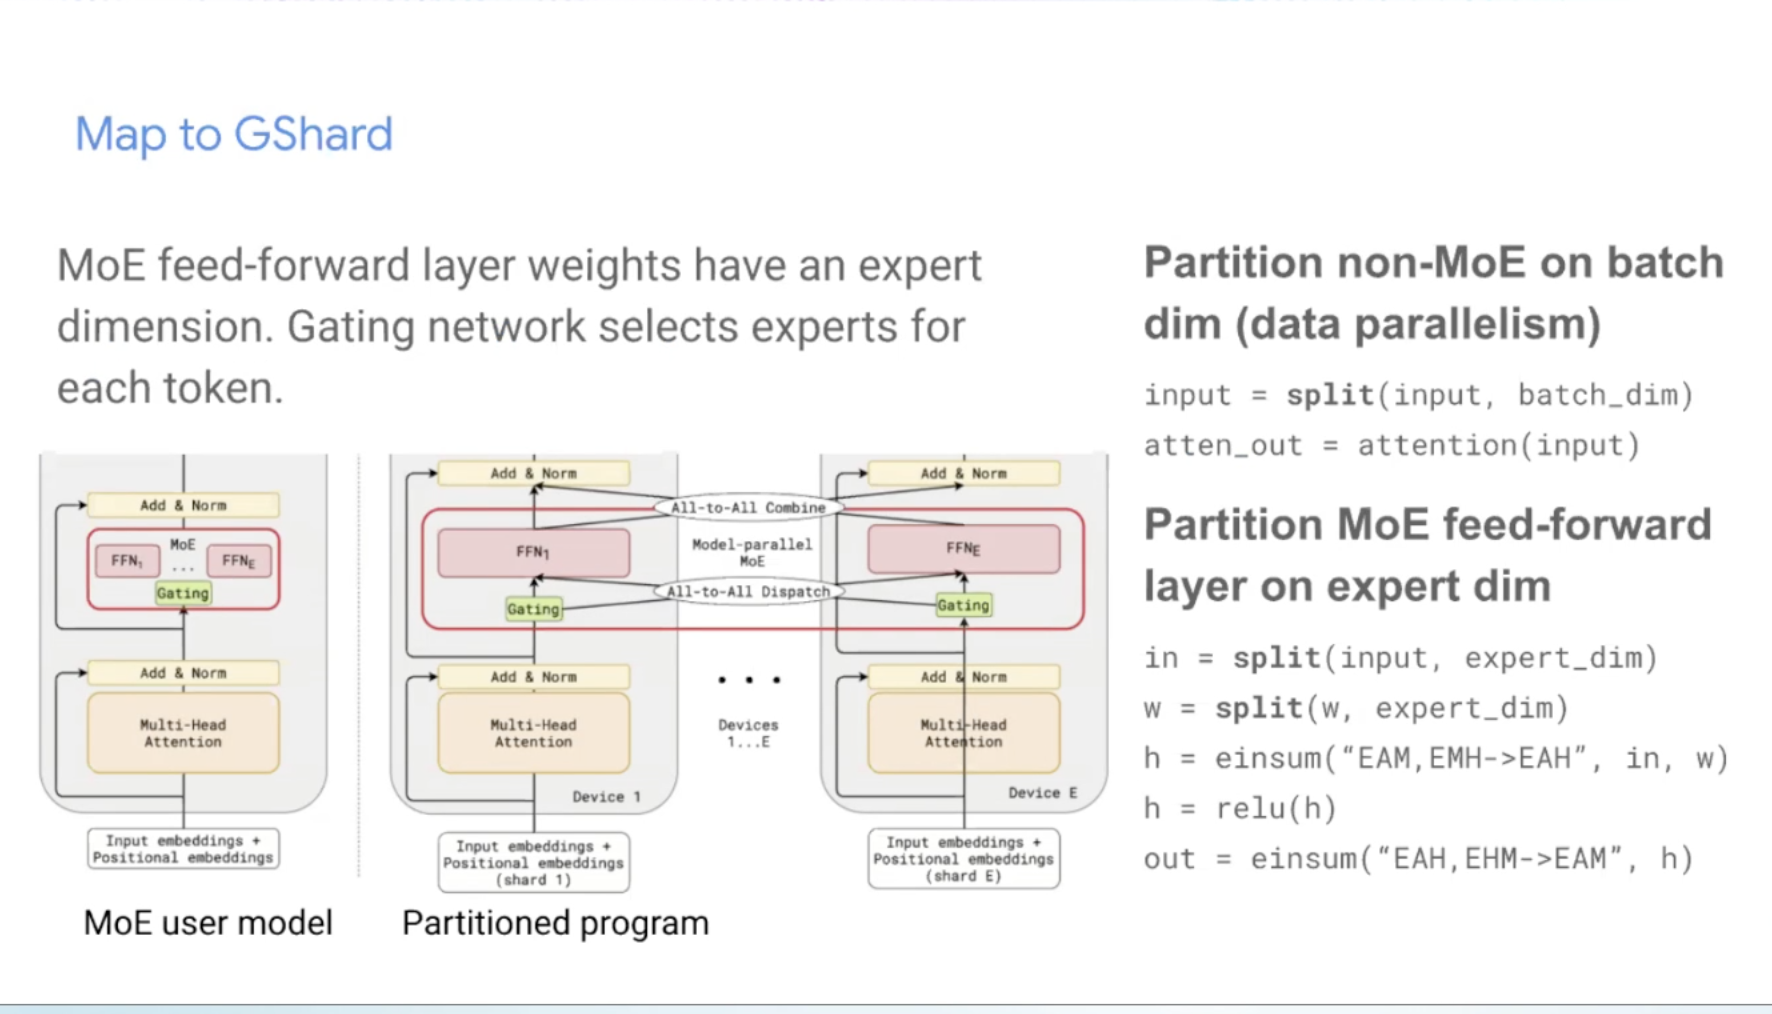 Map to GShard
MoE feed-forward layer weights have an expert
dimension. Gating network selects experts for
each token.
Add & Norm
MoE
FFN₁
...
FFNE
Gating
Add & Norm
Multi-Head
Attention
Input embeddings +
Positional embeddings
MoE user model
Add & Norm
FFN₁
Gating
Add & Norm
Multi-Head
Attention
Device 1
Input embeddings +
Positional embeddings
(shard 1)
Partitioned program
All-to-All Combine
Model-parallel
MoE
All-to-All Dispatch
. . .
Devices
1...E
Add & Norm
FFNE
Gating
Add & Norm
Multi-Head
Attention
Device E
Input embeddings +
Positional embeddings
(shard E)
Partition non-MoE on batch
dim (data parallelism)
input = split(input, batch_dim)
atten_out = attention(input)
Partition MoE feed-forward
layer on expert dim
in = split(input, expert_dim)
w = split(w, expert_dim)
h = einsum(“EAM,EMH->EAH”, in, w)
h = relu(h)
out = einsum(“EAH,EHM->EAM”, h)